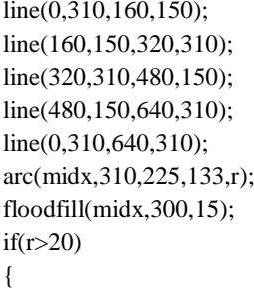 line(0,310,160,150);
line(160,150,320,310);
line(320,310,480,150);
line(480,150,640,310);
line(0,310,640,310);
arc(midx,310,225,133,r);
floodfill(midx,300,15);
if(r>20)
{